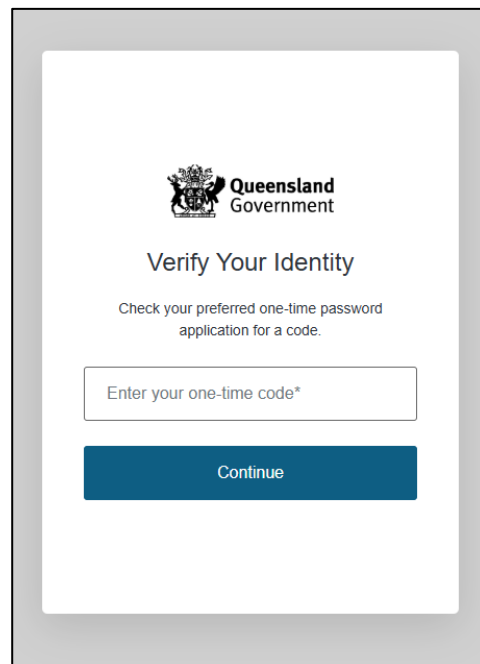 Queensland
Government
Verify Your Identity
Check your preferred one-time password
application for a code.
Enter your one-time code*
Continue